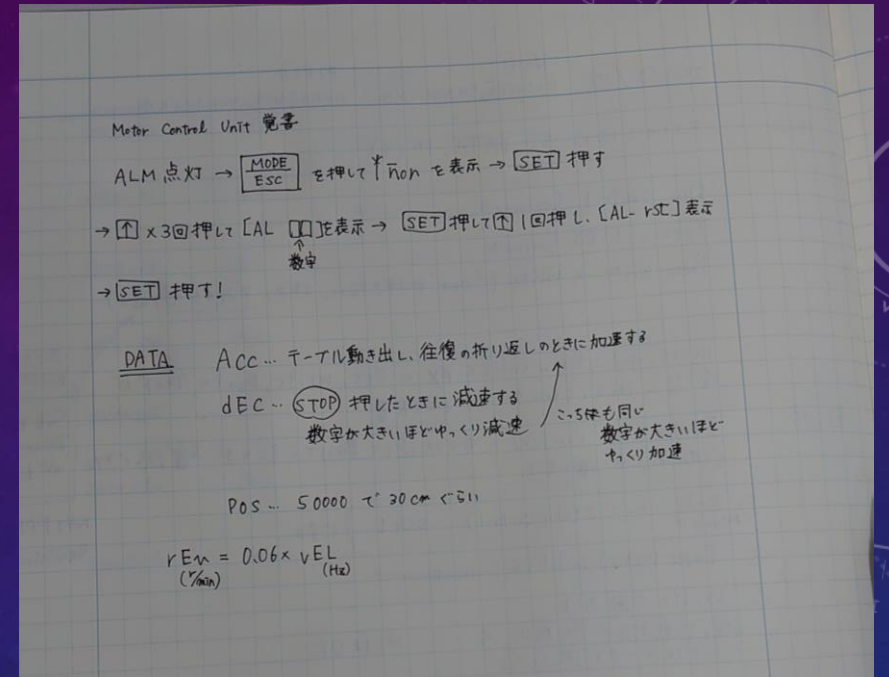 Motor Control Unit 覚書
ALM 点灯 → MODE/ESC を押して non を表示 → SET 押す
→ ↑ ×3回押して [AL □□]を表示 → SET 押して ↑ 1回押し、[AL-rSt] 表示
↑
数字
→ SET 押す!
DATA Acc… テーブル動き出し、往復の折り返しのときに加速する
dEC… STOP 押したときに減速する
数字が大きいほどゆっくり減速
こっちも同じ
数字が大きいほど
ゆっくり加速
POS… 50000 で 30cm ぐらい
rEv = 0.06× vEL
(r/min) (Hz)